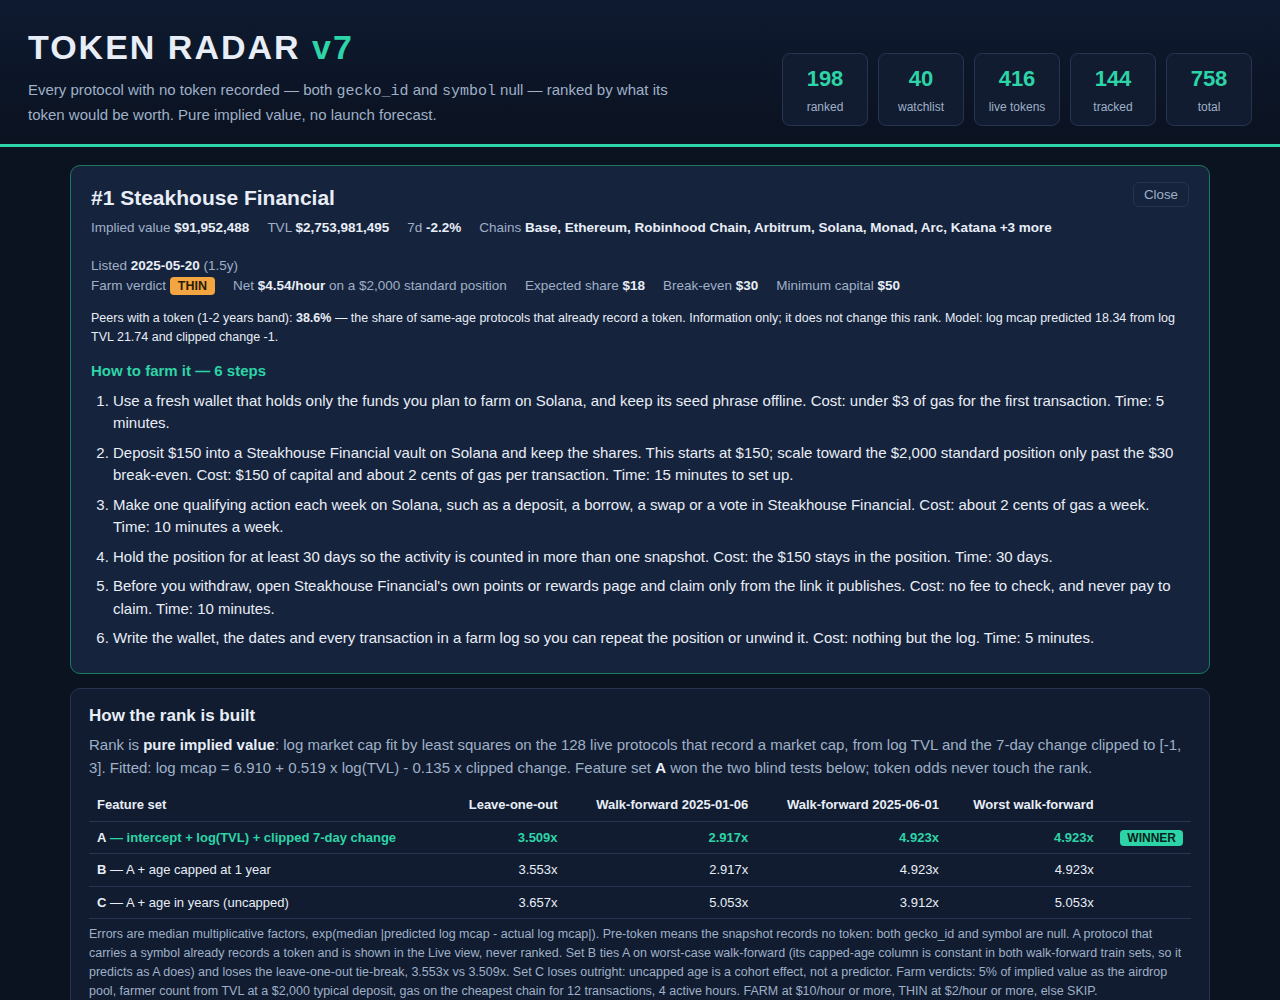 TOKEN RADAR v7
Every protocol with no token recorded — both gecko_id and symbol null — ranked by what its
token would be worth. Pure implied value, no launch forecast.
198
ranked
40
watchlist
416
live tokens
144
tracked
758
total
#1 Steakhouse Financial
Close
Implied value $91,952,488 TVL $2,753,981,495 7d -2.2% Chains Base, Ethereum, Robinhood Chain, Arbitrum, Solana, Monad, Arc, Katana +3 more
Listed 2025-05-20 (1.5y)
Farm verdict THIN Net $4.54/hour on a $2,000 standard position Expected share $18 Break-even $30 Minimum capital $50
Peers with a token (1-2 years band): 38.6% — the share of same-age protocols that already record a token. Information only; it does not change this rank. Model: log mcap predicted 18.34 from log
TVL 21.74 and clipped change -1.
How to farm it — 6 steps
1. Use a fresh wallet that holds only the funds you plan to farm on Solana, and keep its seed phrase offline. Cost: under $3 of gas for the first transaction. Time: 5
minutes.
2. Deposit $150 into a Steakhouse Financial vault on Solana and keep the shares. This starts at $150; scale toward the $2,000 standard position only past the $30
break-even. Cost: $150 of capital and about 2 cents of gas per transaction. Time: 15 minutes to set up.
3. Make one qualifying action each week on Solana, such as a deposit, a borrow, a swap or a vote in Steakhouse Financial. Cost: about 2 cents of gas a week.
Time: 10 minutes a week.
4. Hold the position for at least 30 days so the activity is counted in more than one snapshot. Cost: the $150 stays in the position. Time: 30 days.
5. Before you withdraw, open Steakhouse Financial's own points or rewards page and claim only from the link it publishes. Cost: no fee to check, and never pay to
claim. Time: 10 minutes.
6. Write the wallet, the dates and every transaction in a farm log so you can repeat the position or unwind it. Cost: nothing but the log. Time: 5 minutes.
How the rank is built
Rank is pure implied value: log market cap fit by least squares on the 128 live protocols that record a market cap, from log TVL and the 7-day change clipped to [-1,
3]. Fitted: log mcap = 6.910 + 0.519 x log(TVL) - 0.135 x clipped change. Feature set A won the two blind tests below; token odds never touch the rank.
Feature set Leave-one-out Walk-forward 2025-01-06 Walk-forward 2025-06-01 Worst walk-forward
A — intercept + log(TVL) + clipped 7-day change 3.509x 2.917x 4.923x 4.923x WINNER
B — A + age capped at 1 year 3.553x 2.917x 4.923x 4.923x
C — A + age in years (uncapped) 3.657x 5.053x 3.912x 5.053x
Errors are median multiplicative factors, exp(median |predicted log mcap - actual log mcap|). Pre-token means the snapshot records no token: both gecko_id and symbol are null. A protocol that
carries a symbol already records a token and is shown in the Live view, never ranked. Set B ties A on worst-case walk-forward (its capped-age column is constant in both walk-forward train sets, so it
predicts as A does) and loses the leave-one-out tie-break, 3.553x vs 3.509x. Set C loses outright: uncapped age is a cohort effect, not a predictor. Farm verdicts: 5% of implied value as the airdrop
pool, farmer count from TVL at a $2,000 typical deposit, gas on the cheapest chain for 12 transactions, 4 active hours. FARM at $10/hour or more, THIN at $2/hour or more, else SKIP.